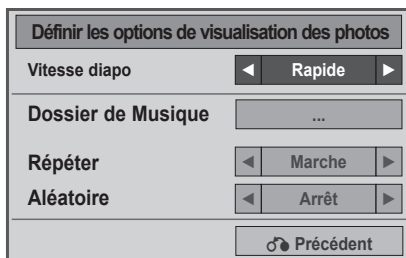 Définir les options de visualisation des photos
Vitesse diapo ◀ Rapide ▶
Dossier de Musique ...
Répéter ◀ Marche ▶
Aléatoire ◀ Arrêt ▶
Précédent